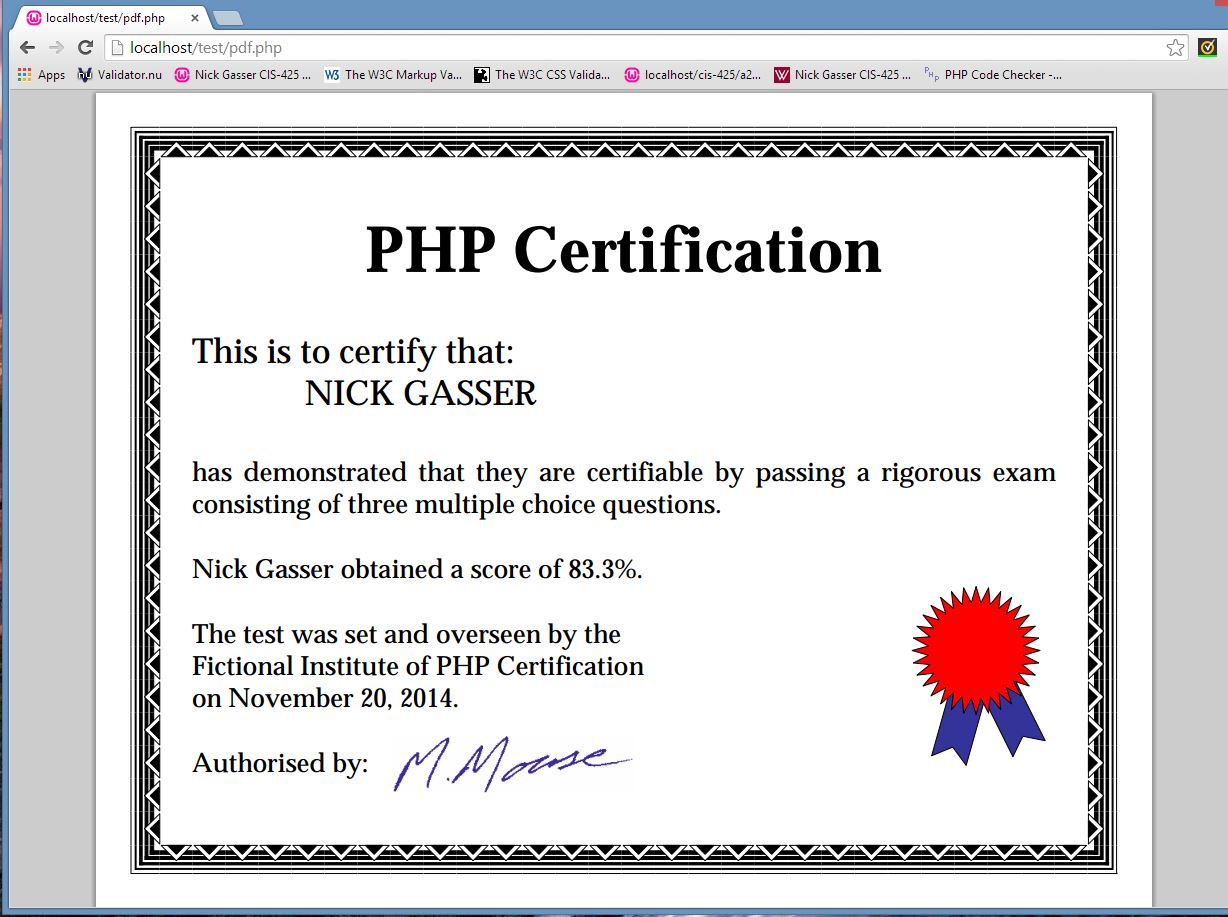 localhost/test/pdf.php
localhost/test/pdf.php
Apps Validator.nu Nick Gasser CIS-425 ... W3 The W3C Markup Va... The W3C CSS Valida... localhost/cis-425/a2... Nick Gasser CIS-425 ... PHP PHP Code Checker -...
PHP Certification
This is to certify that:
NICK GASSER
has demonstrated that they are certifiable by passing a rigorous exam
consisting of three multiple choice questions.
Nick Gasser obtained a score of 83.3%.
The test was set and overseen by the
Fictional Institute of PHP Certification
on November 20, 2014.
Authorised by: M. Mouse